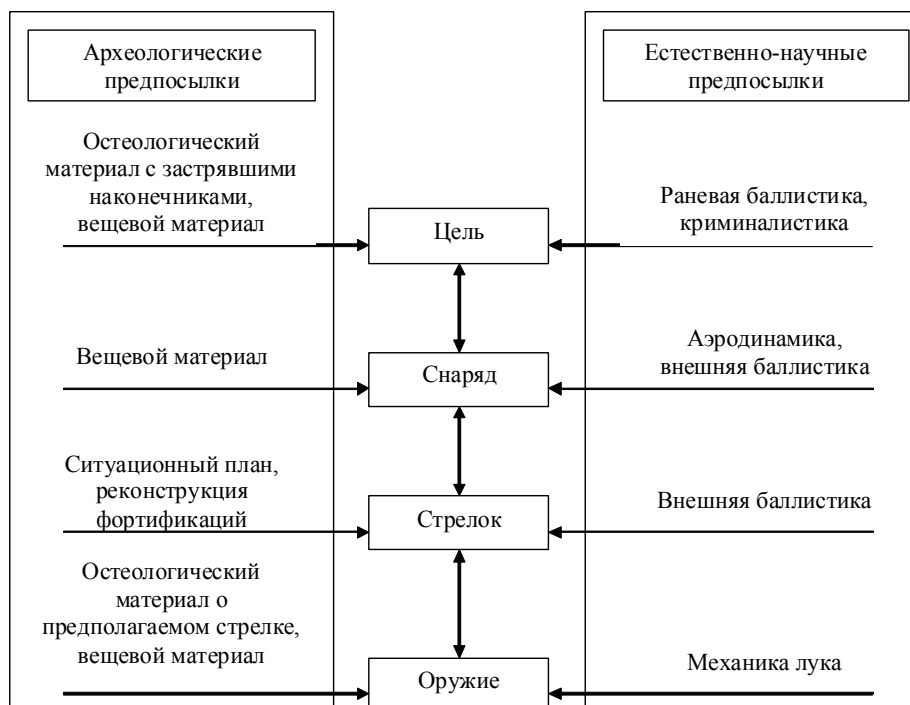 Археологические
предпосылки
Естественно-научные
предпосылки
Остеологический
материал с застрявшими
наконечниками,
вещевой материал
Цель
Раневая баллистика,
криминалистика
Вещевой материал
Снаряд
Аэродинамика,
внешняя баллистика
Ситуационный план,
реконструкция
фортификаций
Стрелок
Внешняя баллистика
Остеологический
материал о
предполагаемом стрелке,
вещевой материал
Оружие
Механика лука